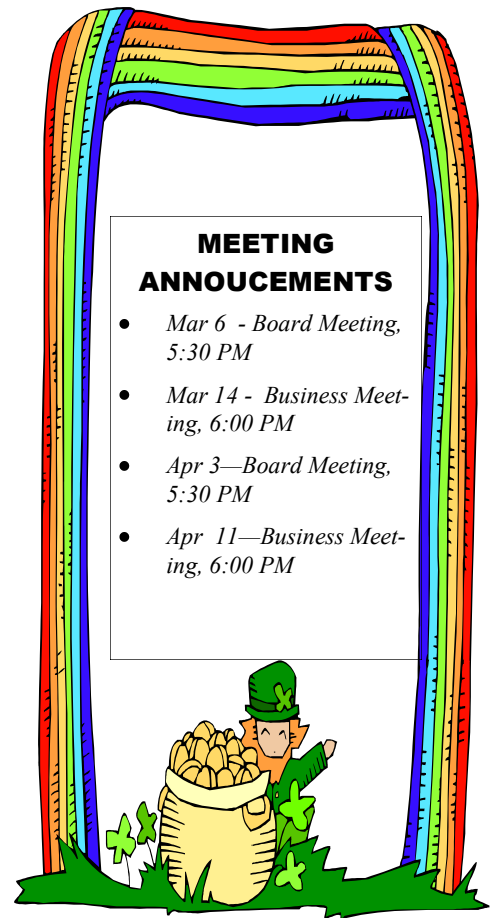 MEETING
ANNOUCEMENTS
• Mar 6 - Board Meeting,
5:30 PM
• Mar 14 - Business Meet-
ing, 6:00 PM
• Apr 3—Board Meeting,
5:30 PM
• Apr 11—Business Meet-
ing, 6:00 PM